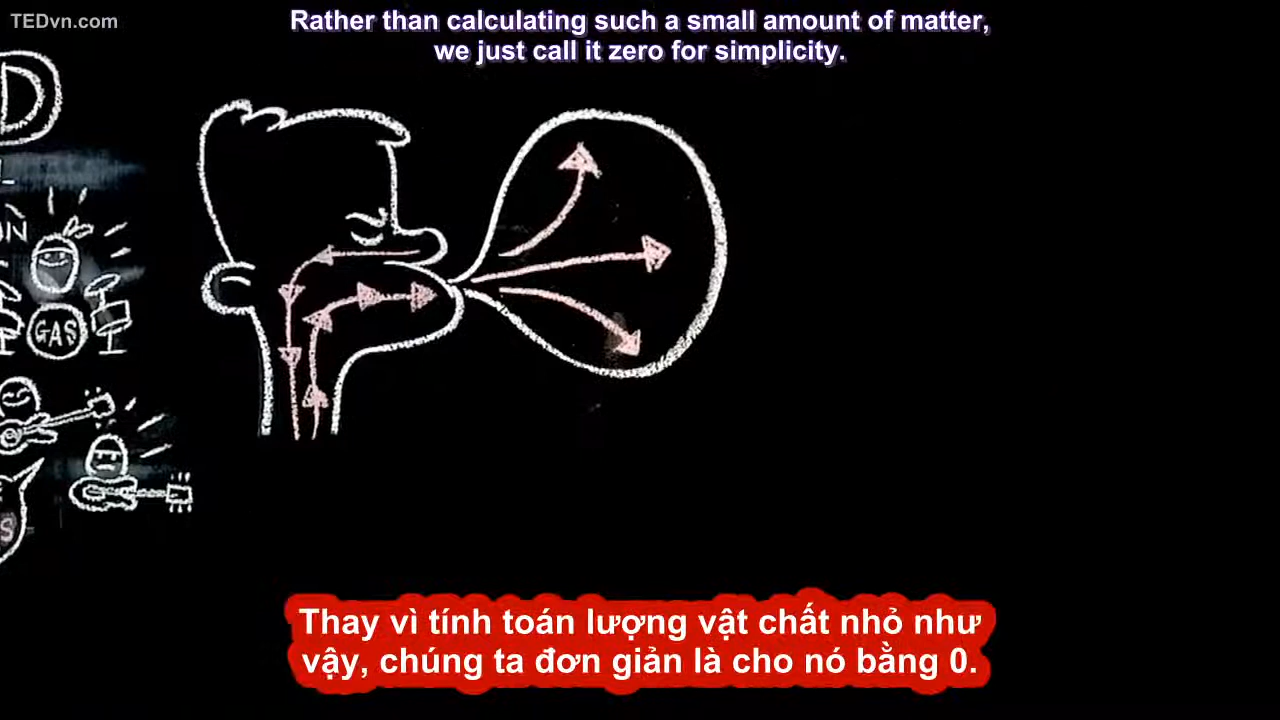 TEDvn.com
Rather than calculating such a small amount of matter,
we just call it zero for simplicity.
D
GAS
Thay vì tính toán lượng vật chất nhỏ như
vậy, chúng ta đơn giản là cho nó bằng 0.